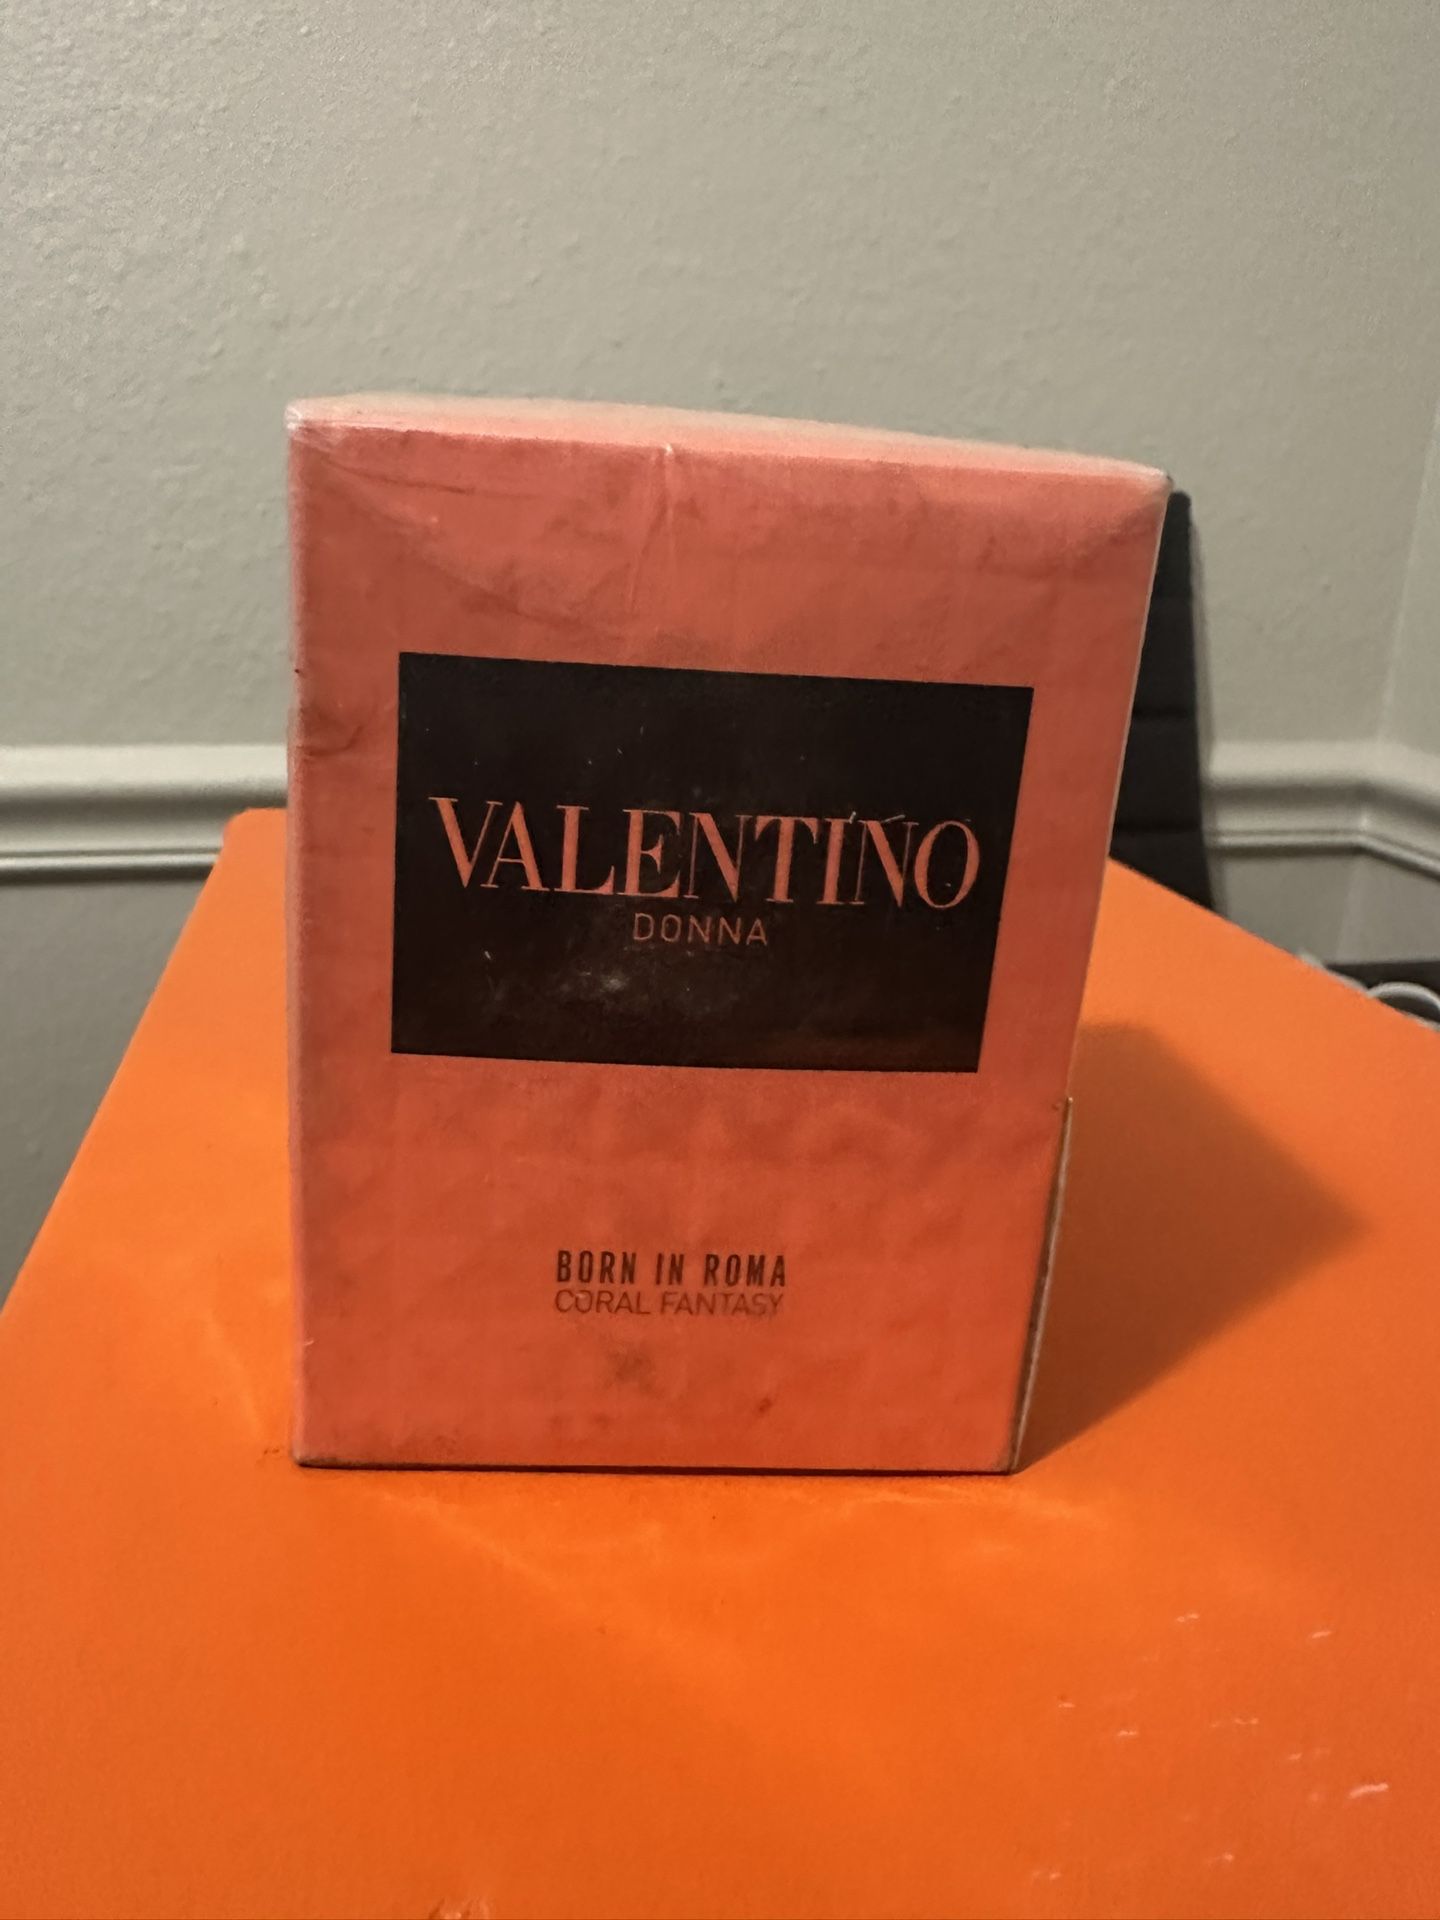 VALENTINO
DONNA
BORN IN ROMA
CORAL FANTASY